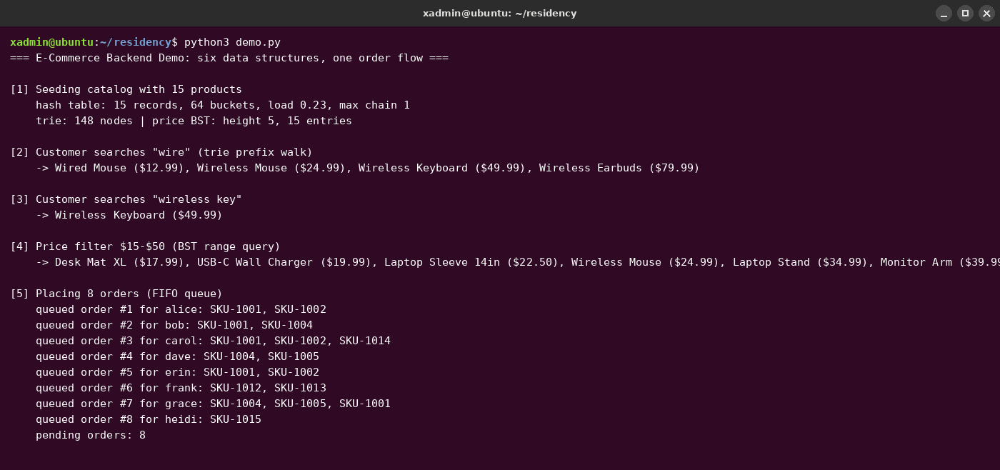 xadmin@ubuntu: ~/residency
xadmin@ubuntu:~/residency$ python3 demo.py
=== E-Commerce Backend Demo: six data structures, one order flow ===
[1] Seeding catalog with 15 products
hash table: 15 records, 64 buckets, load 0.23, max chain 1
trie: 148 nodes | price BST: height 5, 15 entries
[2] Customer searches "wire" (trie prefix walk)
-> Wired Mouse ($12.99), Wireless Mouse ($24.99), Wireless Keyboard ($49.99), Wireless Earbuds ($79.99)
[3] Customer searches "wireless key"
-> Wireless Keyboard ($49.99)
[4] Price filter $15-$50 (BST range query)
-> Desk Mat XL ($17.99), USB-C Wall Charger ($19.99), Laptop Sleeve 14in ($22.50), Wireless Mouse ($24.99), Laptop Stand ($34.99), Monitor Arm ($39.99
[5] Placing 8 orders (FIFO queue)
queued order #1 for alice: SKU-1001, SKU-1002
queued order #2 for bob: SKU-1001, SKU-1004
queued order #3 for carol: SKU-1001, SKU-1002, SKU-1014
queued order #4 for dave: SKU-1004, SKU-1005
queued order #5 for erin: SKU-1001, SKU-1002
queued order #6 for frank: SKU-1012, SKU-1013
queued order #7 for grace: SKU-1004, SKU-1005, SKU-1001
queued order #8 for heidi: SKU-1015
pending orders: 8